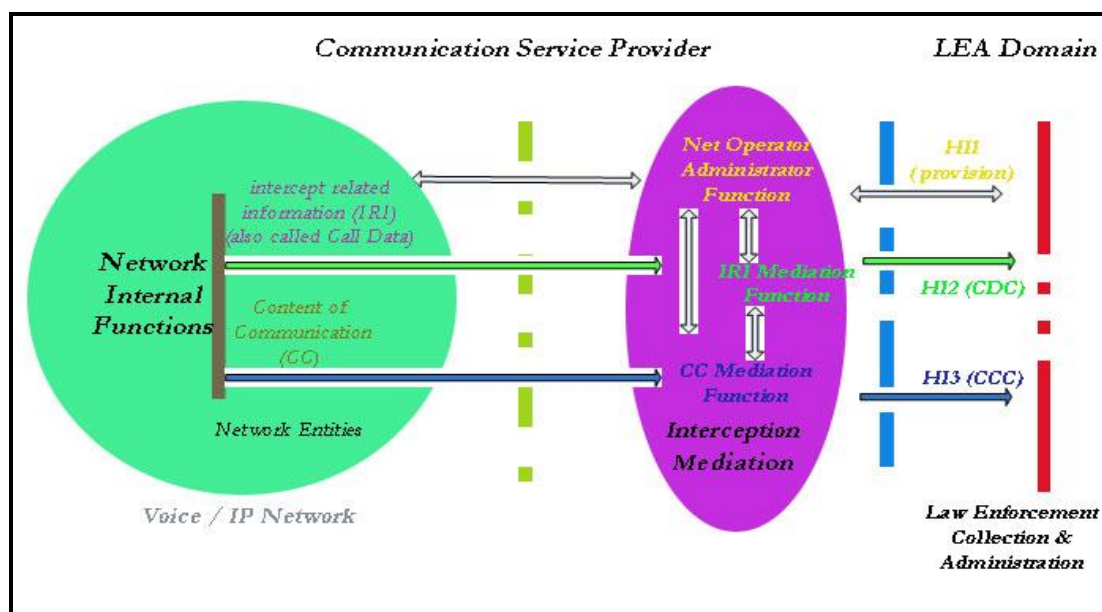 Communication Service Provider
LEA Domain
Net Operator
Administrator
Function
HI1
(provision)
intercept related
information (IRI)
(also called Call Data)
Network
Internal
Functions
IRI Mediation
Function
HI2 (CDC)
Content of
Communication
(CC)
CC Mediation
Function
HI3 (CCC)
Network Entities
Interception
Mediation
Voice / IP Network
Law Enforcement
Collection &
Administration